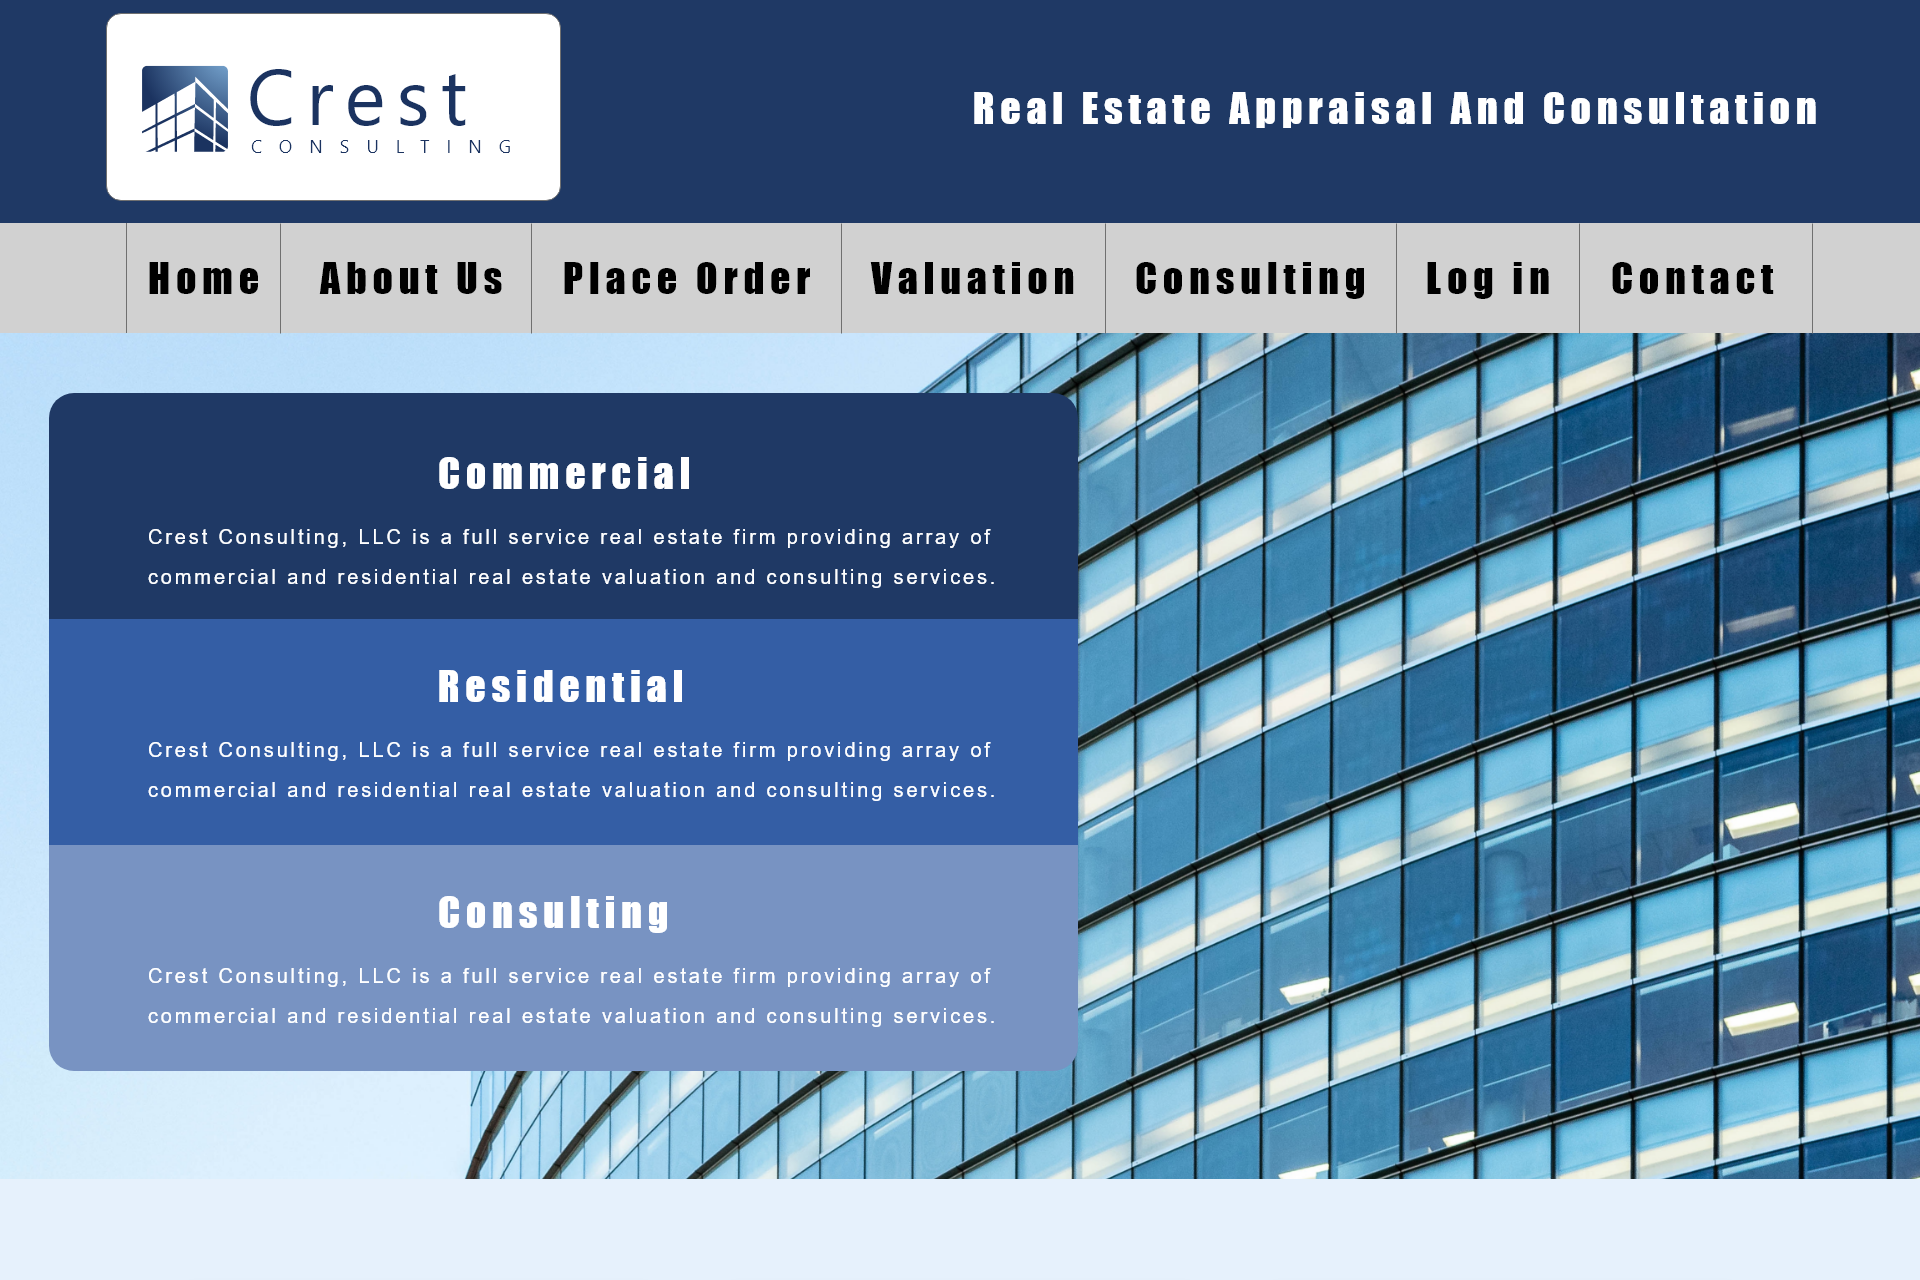 Crest
CONSULTING
Real Estate Appraisal And Consultation
Home About Us Place Order Valuation Consulting Log in Contact
Commercial
Crest Consulting, LLC is a full service real estate firm providing array of
commercial and residential real estate valuation and consulting services.
Residential
Crest Consulting, LLC is a full service real estate firm providing array of
commercial and residential real estate valuation and consulting services.
Consulting
Crest Consulting, LLC is a full service real estate firm providing array of
commercial and residential real estate valuation and consulting services.